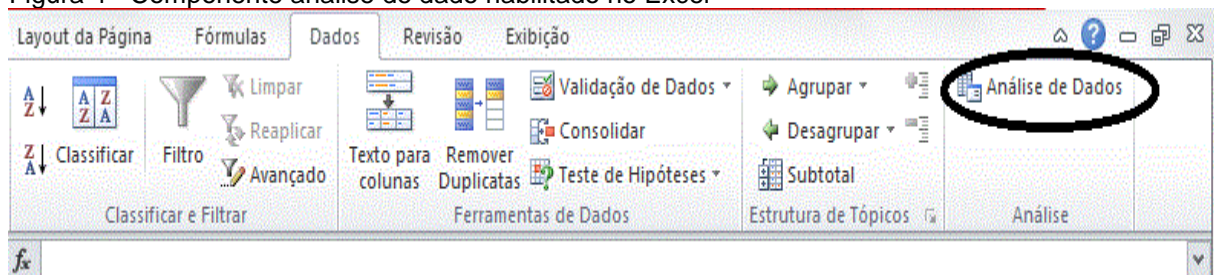 Figura 4 - Componente análise de dado habilitado no Excel
Layout da Página Fórmulas Dados Revisão Exibição
Classificar
Filtro
Limpar
Reaplicar
Avançado
Classificar e Filtrar
Texto para colunas
Remover Duplicatas
Validação de Dados
Consolidar
Teste de Hipóteses
Ferramentas de Dados
Agrupar
Desagrupar
Subtotal
Estrutura de Tópicos
Análise de Dados
Análise
fx